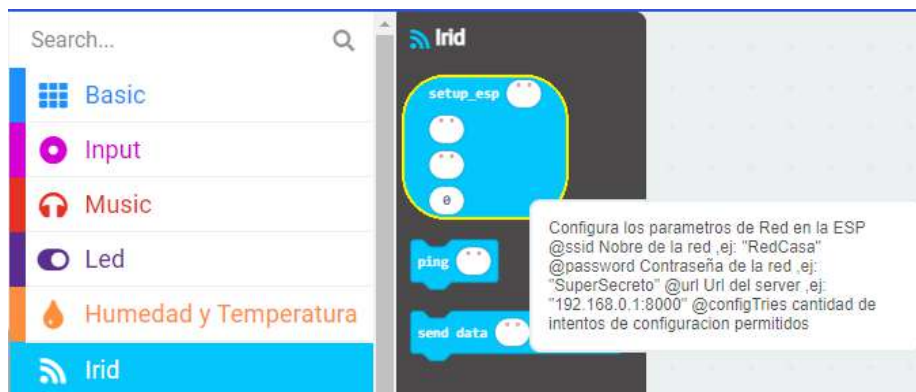 Search...
Basic
Input
Music
Led
Humedad y Temperatura
Irid
Irid
setup_esp " "
" "
" "
0
ping " "
send data " "
Configura los parametros de Red en la ESP
@ssid Nobre de la red ,ej: "RedCasa"
@password Contraseña de la red ,ej:
"SuperSecreto" @url Url del server ,ej:
"192.168.0.1:8000" @configTries cantidad de
intentos de configuracion permitidos